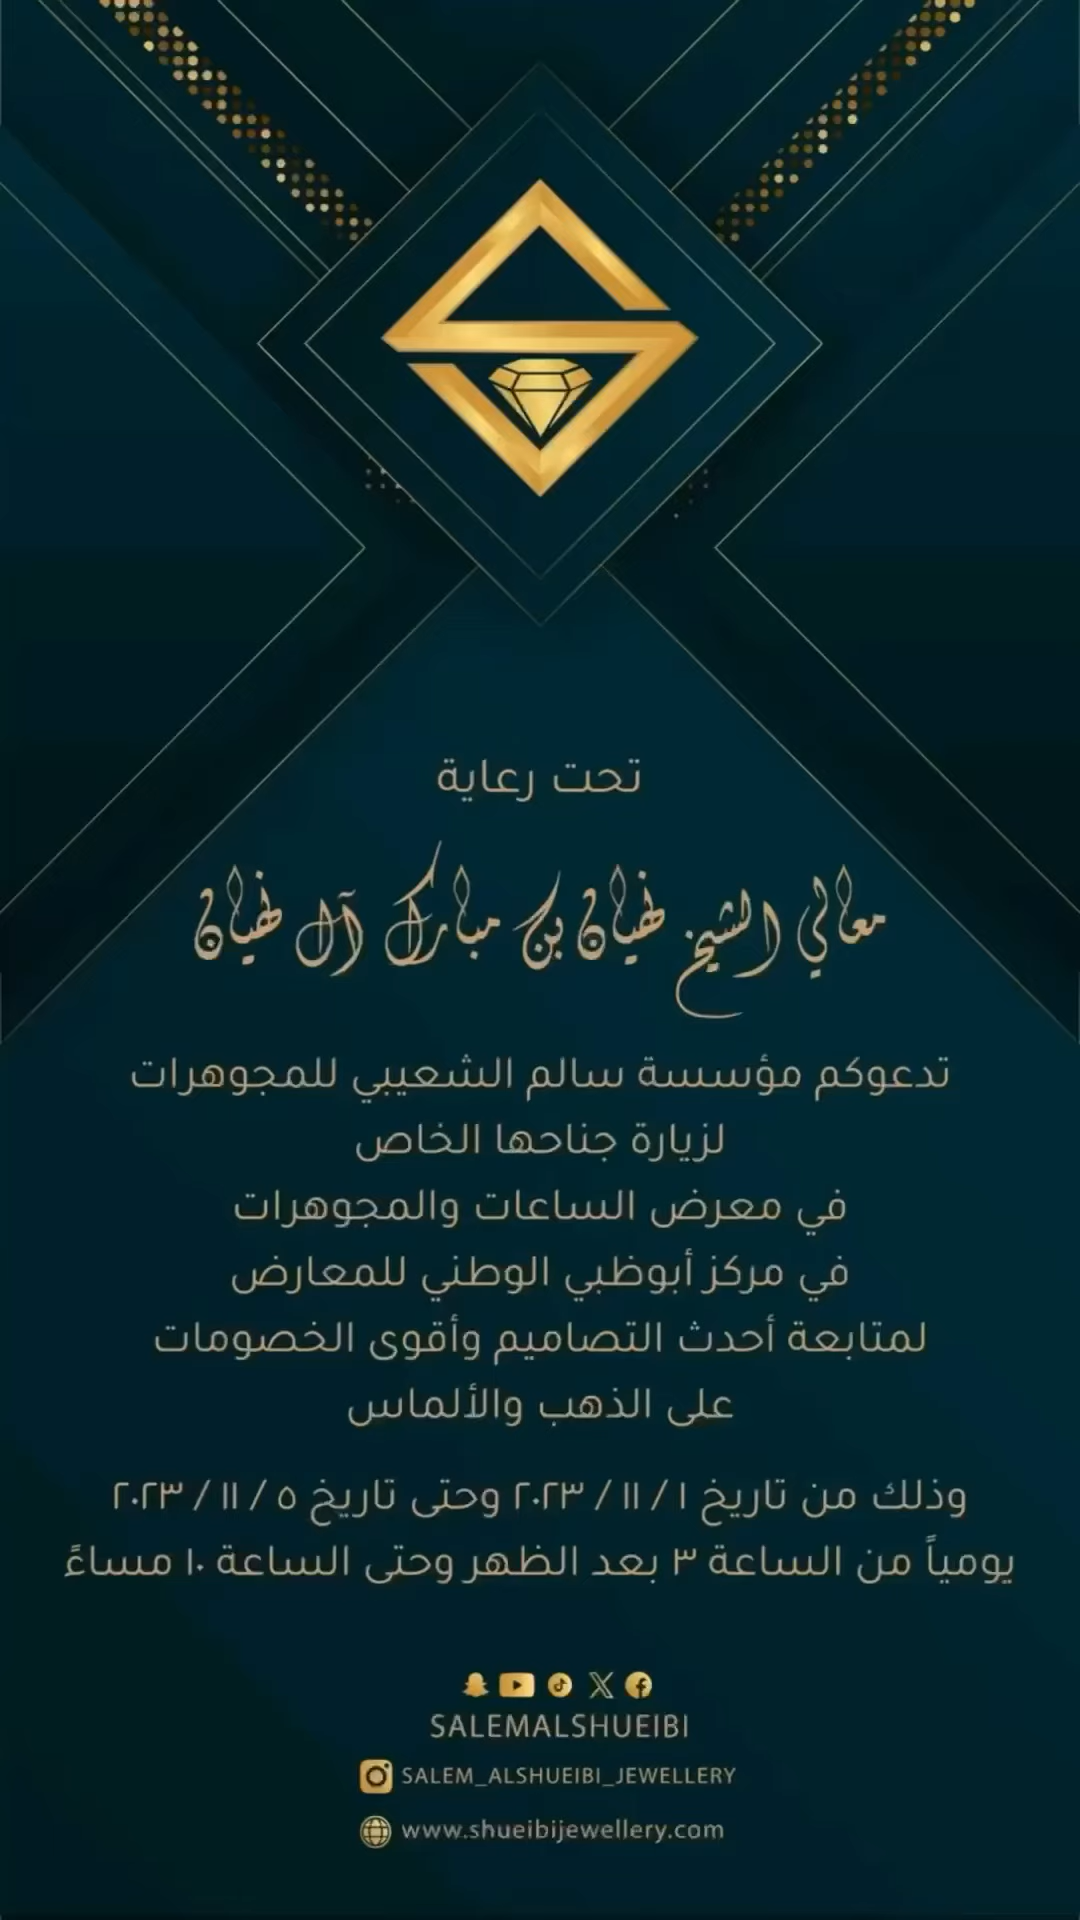 تحت رعاية
معالي الشيخ نهيان بن مبارك آل نهيان
تدعوكم مؤسسة سالم الشعيبي للمجوهرات
لزيارة جناحها الخاص
في معرض الساعات والمجوهرات
في مركز أبوظبي الوطني للمعارض
لمتابعة أحدث التصاميم وأقوى الخصومات
على الذهب والألماس
وذلك من تاريخ ١ / ١١ / ٢٠٢٣ وحتى تاريخ ٥ / ١١ / ٢٠٢٣
يومياً من الساعة ٣ بعد الظهر وحتى الساعة ١٠ مساءً
SALEMALSHUEIBI
SALEM_ALSHUEIBI_JEWELLERY
www.shueibijewellery.com